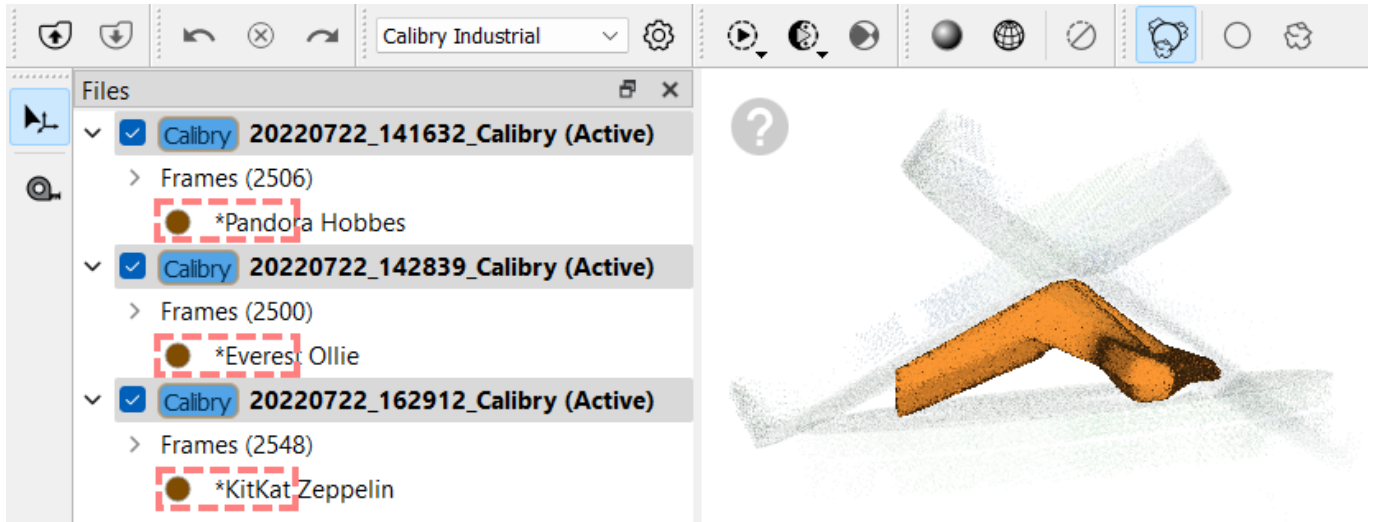 Calibry Industrial
Files
Calibry 20220722_141632_Calibry (Active)
Frames (2506)
*Pandora Hobbes
Calibry 20220722_142839_Calibry (Active)
Frames (2500)
*Everest Ollie
Calibry 20220722_162912_Calibry (Active)
Frames (2548)
*KitKat Zeppelin
?